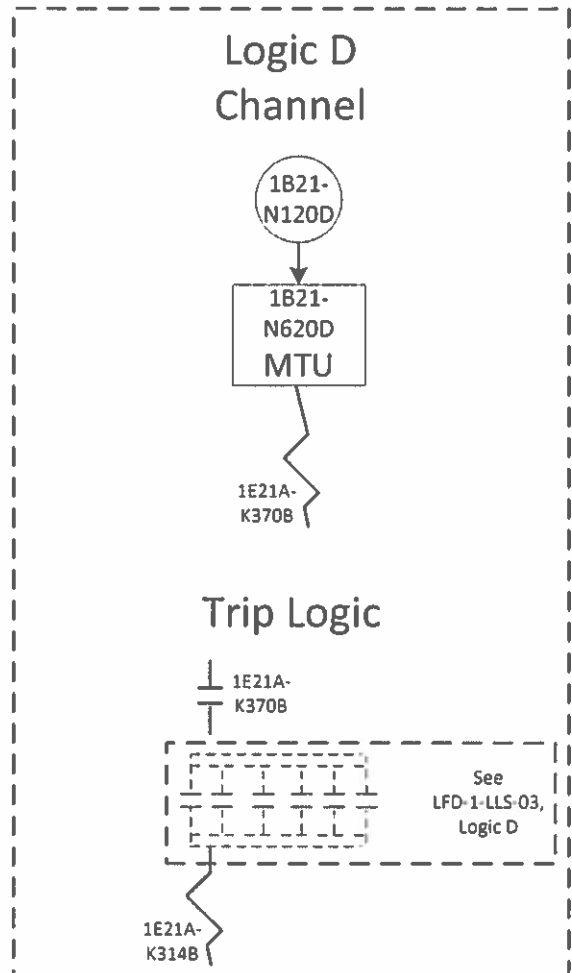 Logic D
Channel
1B21-
N120D
1B21-
N620D
MTU
1E21A-
K370B
Trip Logic
1E21A-
K370B
See
LFD-1-LLS-03,
Logic D
1E21A-
K314B